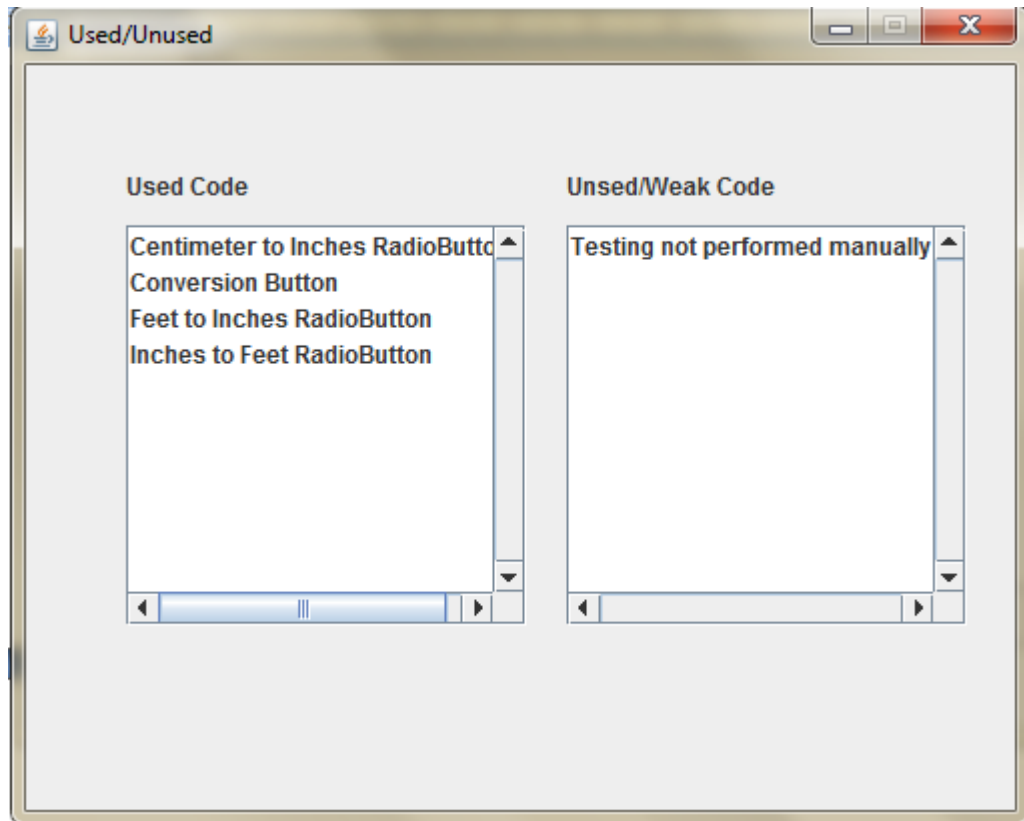 Used/Unused
Used Code
Unsed/Weak Code
Centimeter to Inches RadioButto
Conversion Button
Feet to Inches RadioButton
Inches to Feet RadioButton
Testing not performed manually